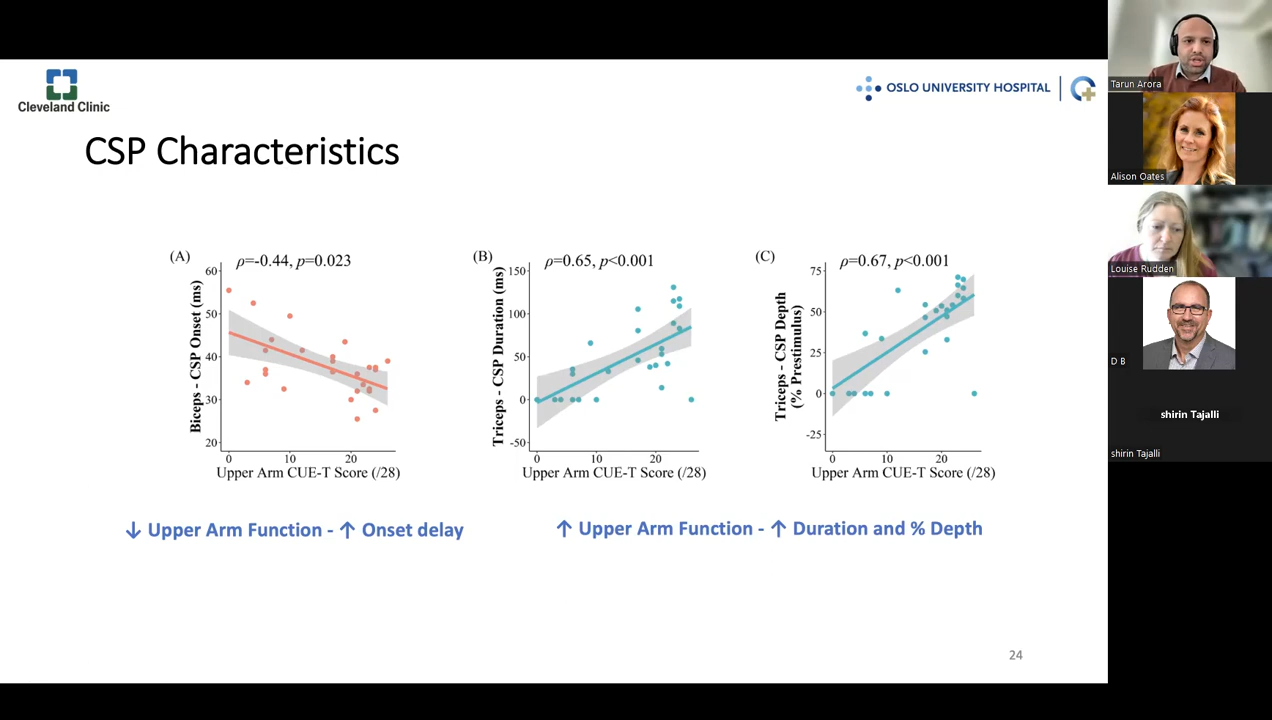 Cleveland Clinic
OSLO UNIVERSITY HOSPITAL
CSP Characteristics
(A)
ρ=-0.44, p=0.023
Biceps - CSP Onset (ms)
60
50
40
30
20
0 10 20
Upper Arm CUE-T Score (/28)
(B)
ρ=0.65, p<0.001
Triceps - CSP Duration (ms)
150
100
50
0
-50
0 10 20
Upper Arm CUE-T Score (/28)
(C)
ρ=0.67, p<0.001
Triceps - CSP Depth
(% Prestimulus)
75
50
25
0
-25
0 10 20
Upper Arm CUE-T Score (/28)
↓ Upper Arm Function - ↑ Onset delay
↑ Upper Arm Function - ↑ Duration and % Depth
24
Tarun Arora
Alison Oates
Louise Rudden
D B
shirin Tajalli
shirin Tajalli